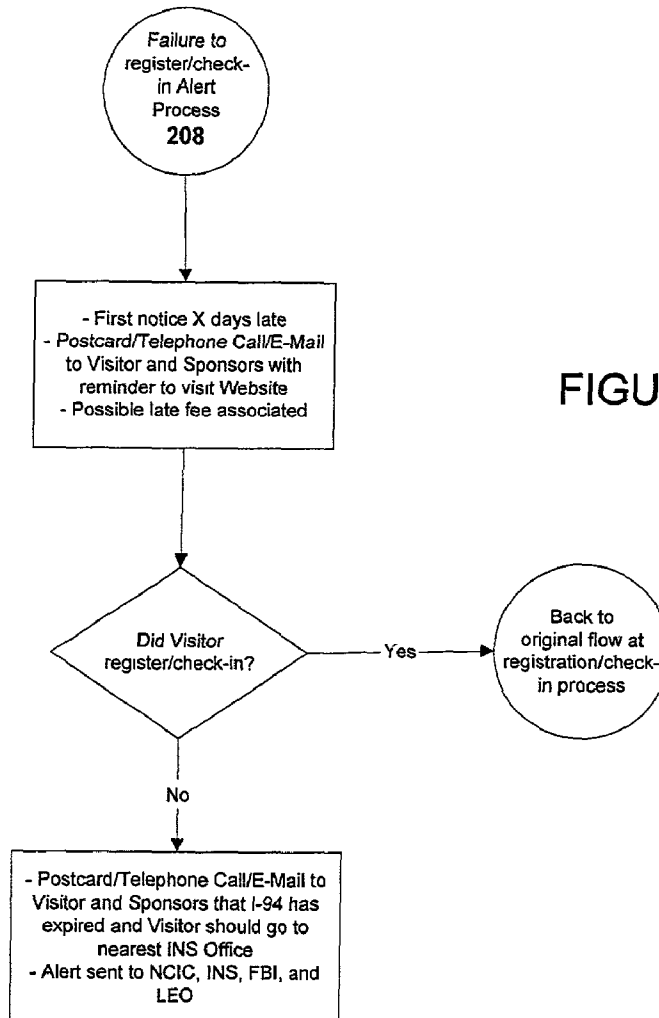 Failure to
register/check-
in Alert
Process
208
- First notice X days late
- Postcard/Telephone Call/E-Mail
to Visitor and Sponsors with
reminder to visit Website
- Possible late fee associated
FIGU
Did Visitor
register/check-in?
Yes
Back to
original flow at
registration/check-
in process
No
- Postcard/Telephone Call/E-Mail to
Visitor and Sponsors that I-94 has
expired and Visitor should go to
nearest INS Office
- Alert sent to NCIC, INS, FBI, and
LEO